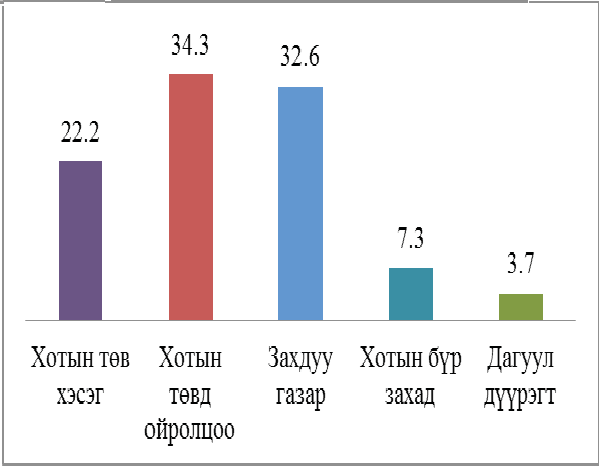 34.3
32.6
22.2
7.3
3.7
Хотын төв
хэсэг
Хотын
төвд
ойролцоо
Захдуу
газар
Хотын бүр
захад
Дагуул
дүүрэгт